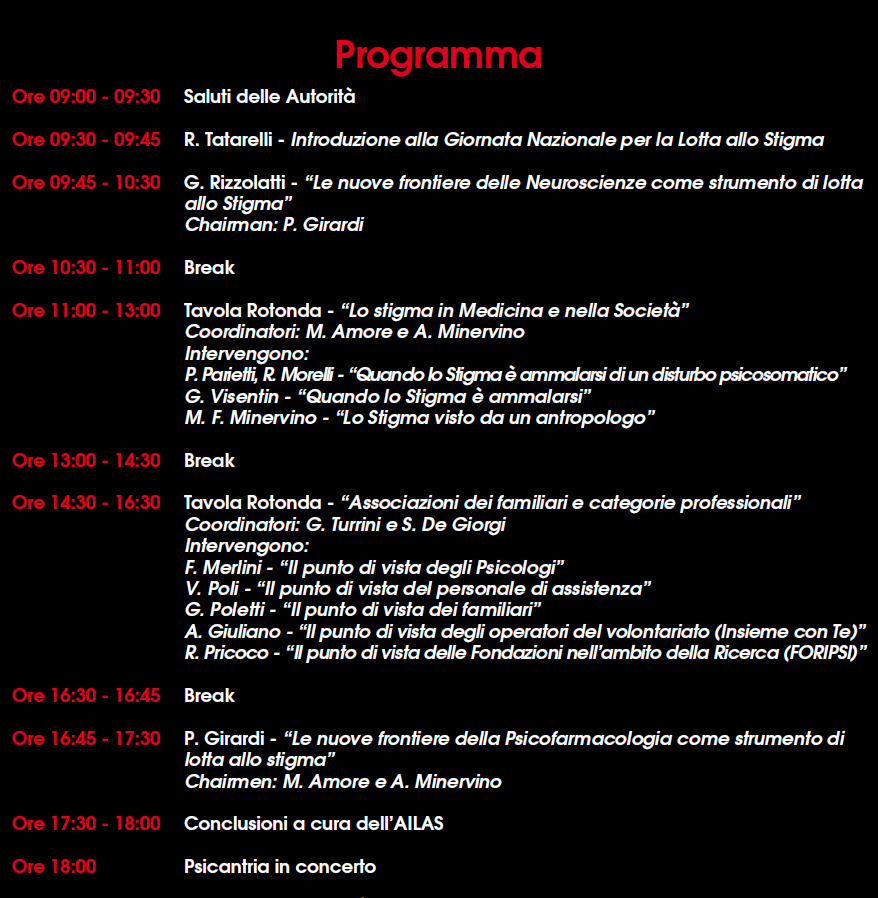 Programma
Ore 09:00 - 09:30 Saluti delle Autorità
Ore 09:30 - 09:45 R. Tatarelli - Introduzione alla Giornata Nazionale per la Lotta allo Stigma
Ore 09:45 - 10:30 G. Rizzolatti - “Le nuove frontiere delle Neuroscienze come strumento di lotta
allo Stigma”
Chairman: P. Girardi
Ore 10:30 - 11:00 Break
Ore 11:00 - 13:00 Tavola Rotonda - “Lo stigma in Medicina e nella Società”
Coordinatori: M. Amore e A. Minervino
Intervengono:
P. Parietti, R. Morelli - “Quando lo Stigma è ammalarsi di un disturbo psicosomatico”
G. Visentin - “Quando lo Stigma è ammalarsi”
M. F. Minervino - “Lo Stigma visto da un antropologo”
Ore 13:00 - 14:30 Break
Ore 14:30 - 16:30 Tavola Rotonda - “Associazioni dei familiari e categorie professionali”
Coordinatori: G. Turrini e S. De Giorgi
Intervengono:
F. Merlini - “Il punto di vista degli Psicologi”
V. Poli - “Il punto di vista del personale di assistenza”
G. Poletti - “Il punto di vista dei familiari”
A. Giuliano - “Il punto di vista degli operatori del volontariato (Insieme con Te)”
R. Pricoco - “Il punto di vista delle Fondazioni nell’ambito della Ricerca (FORIPSI)”
Ore 16:30 - 16:45 Break
Ore 16:45 - 17:30 P. Girardi - “Le nuove frontiere della Psicofarmacologia come strumento di
lotta allo stigma”
Chairmen: M. Amore e A. Minervino
Ore 17:30 - 18:00 Conclusioni a cura dell’AILAS
Ore 18:00 Psicantria in concerto